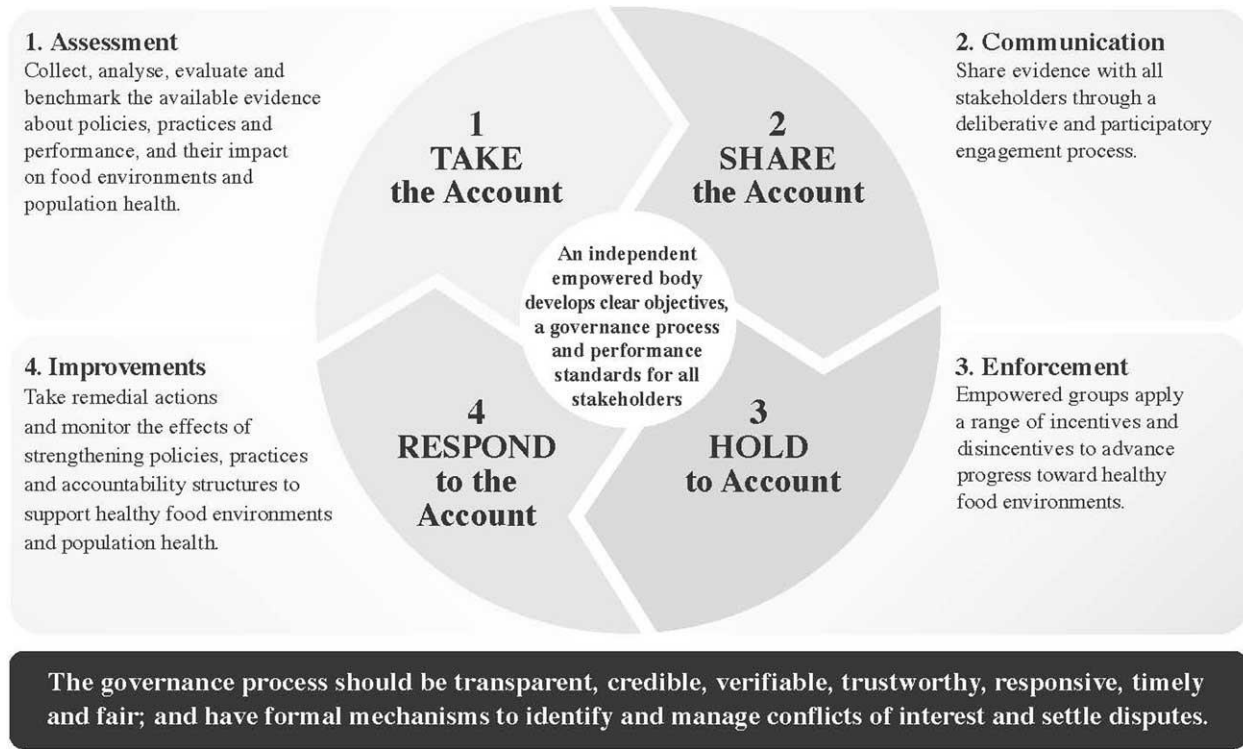 1. Assessment
Collect, analyse, evaluate and
benchmark the available evidence
about policies, practices and
performance, and their impact
on food environments and
population health.
2. Communication
Share evidence with all
stakeholders through a
deliberative and participatory
engagement process.
1
TAKE
the Account
2
SHARE
the Account
An independent
empowered body
develops clear objectives,
a governance process
and performance
standards for all
stakeholders
4. Improvements
Take remedial actions
and monitor the effects of
strengthening policies, practices
and accountability structures to
support healthy food environments
and population health.
4
RESPOND
to the
Account
3
HOLD
to Account
3. Enforcement
Empowered groups apply
a range of incentives and
disincentives to advance
progress toward healthy
food environments.
The governance process should be transparent, credible, verifiable, trustworthy, responsive, timely
and fair; and have formal mechanisms to identify and manage conflicts of interest and settle disputes.